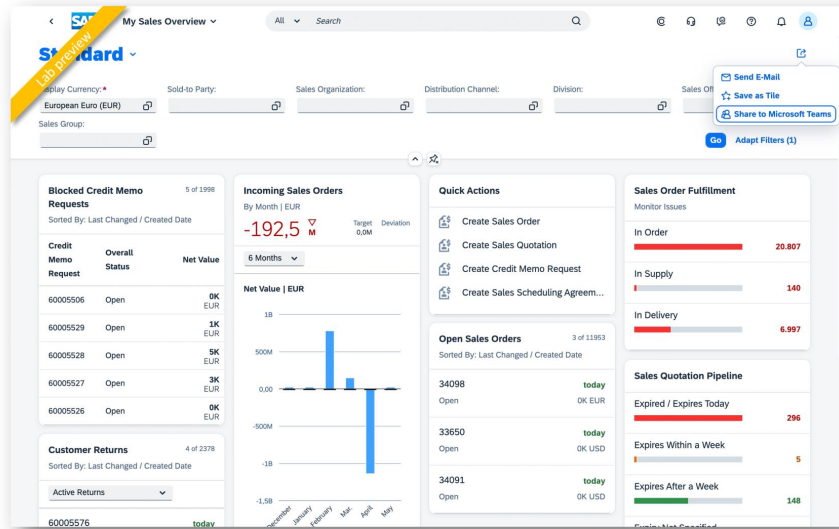 SAP
My Sales Overview
All
Search
Lab preview
Standard
Display Currency:*
Sold-to Party:
Sales Organization:
Distribution Channel:
Division:
European Euro (EUR)
Sales Group:
Send E-Mail
Save as Tile
Share to Microsoft Teams
Go
Adapt Filters (1)
Blocked Credit Memo
Requests
5 of 1998
Sorted By: Last Changed / Created Date
Credit
Memo
Request
Overall
Status
Net Value
60005506
Open
0K
EUR
60005529
Open
1K
EUR
60005528
Open
5K
EUR
60005527
Open
3K
EUR
60005526
Open
0K
EUR
Customer Returns
4 of 2378
Sorted By: Last Changed / Created Date
Active Returns
60005576
today
Incoming Sales Orders
By Month | EUR
-192,5
M
Target
0,0M
Deviation
6 Months
Net Value | EUR
1B
500M
0,00
-500M
-1B
-1,5B
December
January
February
Mar.
April
May
Quick Actions
Create Sales Order
Create Sales Quotation
Create Credit Memo Request
Create Sales Scheduling Agreem...
Open Sales Orders
3 of 11953
Sorted By: Last Changed / Created Date
34098
today
Open
0K EUR
33650
today
Open
0K USD
34091
today
Open
0K USD
Sales Order Fulfillment
Monitor Issues
In Order
20.807
In Supply
140
In Delivery
6.997
Sales Quotation Pipeline
Expired / Expires Today
296
Expires Within a Week
5
Expires After a Week
148
Expiry Not Specified